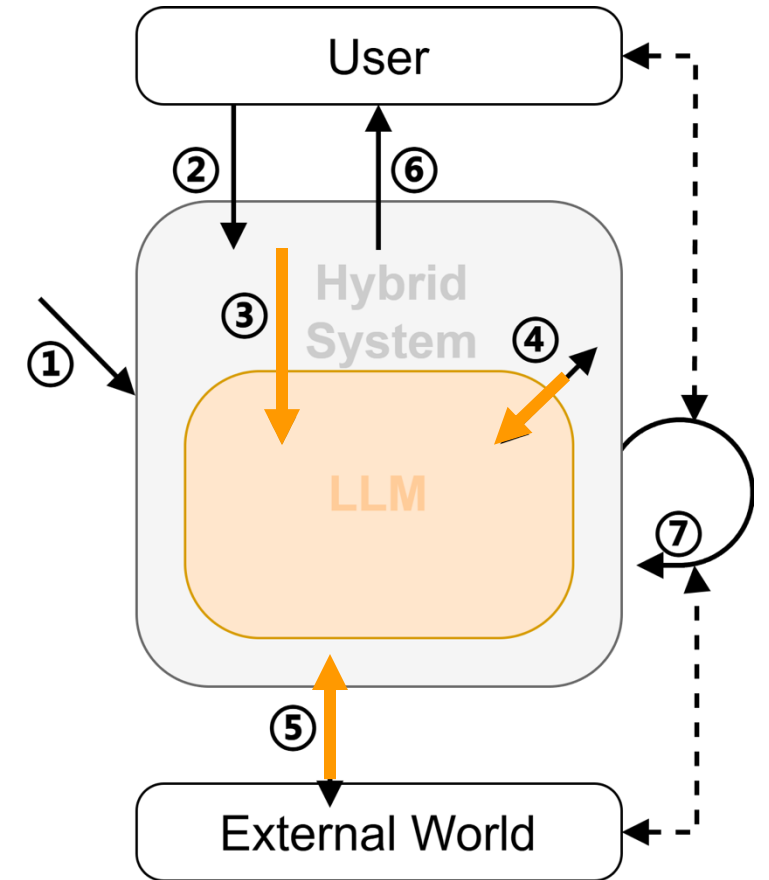 User
②
⑥
Hybrid
System
③
④
①
LLM
⑦
⑤
External World